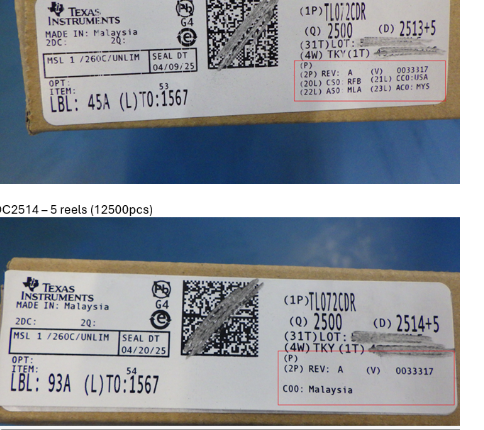 TEXAS
INSTRUMENTS
MADE IN: Malaysia
2DC: 2Q:
MSL 1 /260C/UNLIM
SEAL DT
04/09/25
OPT:
ITEM: 53
LBL: 45A (L)TO:1567
Pb
G4
e
(1P)TL072CDR
(Q) 2500 (D) 2513+5
(31T)LOT:
(4W) TKY(1T)
(P)
(2P) REV: A (V) 0033317
(20L) CSO: RFB (21L) CCO:USA
(22L) ASO: MLA (23L) ACO: MYS
DC2514 – 5 reels (12500pcs)
TEXAS
INSTRUMENTS
MADE IN: Malaysia
2DC: 2Q:
MSL 1 /260C/UNLIM
SEAL DT
04/20/25
OPT:
ITEM: 54
LBL: 93A (L)TO:1567
Pb
G4
e
(1P)TL072CDR
(Q) 2500 (D) 2514+5
(31T)LOT:
(4W) TKY (1T)
(P)
(2P) REV: A (V) 0033317
COO: Malaysia